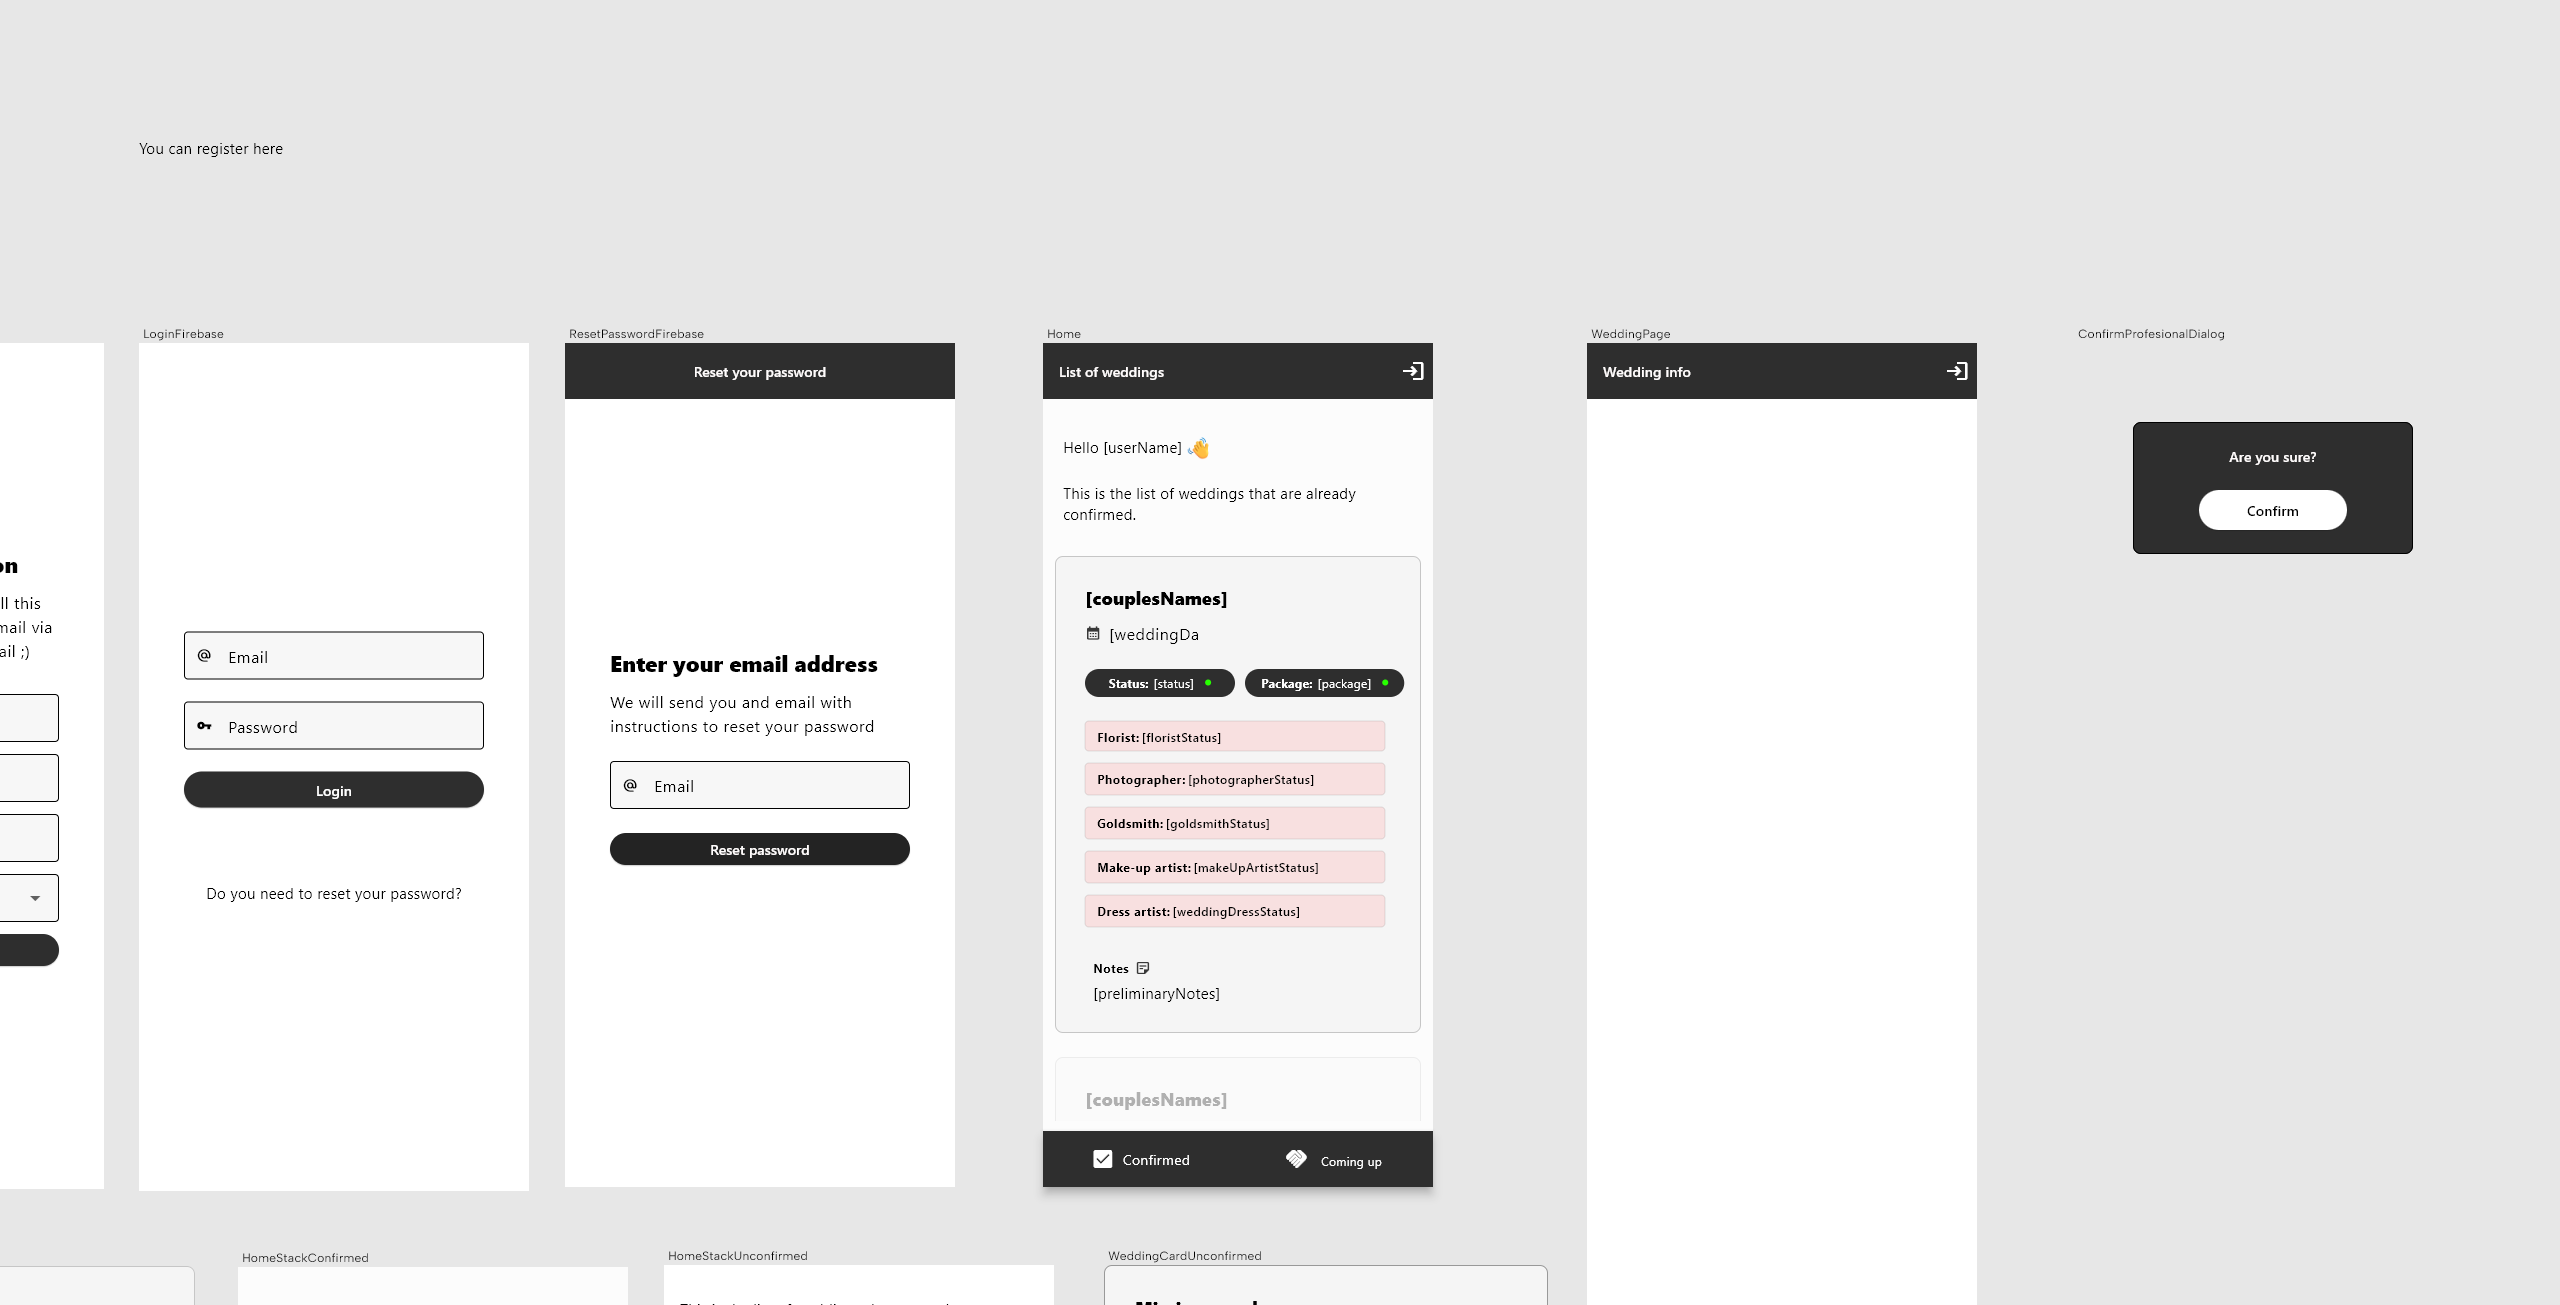 You can register here
on
ll this
mail via
ail ;)
LoginFirebase
Email
Password
Login
Do you need to reset your password?
ResetPasswordFirebase
Reset your password
Enter your email address
We will send you and email with
instructions to reset your password
Email
Reset password
Home
List of weddings
Hello [userName]
This is the list of weddings that are already
confirmed.
[couplesNames]
[weddingDa
Status: [status]
Package: [package]
Florist: [floristStatus]
Photographer: [photographerStatus]
Goldsmith: [goldsmithStatus]
Make-up artist: [makeUpArtistStatus]
Dress artist: [weddingDressStatus]
Notes
[preliminaryNotes]
[couplesNames]
Confirmed
Coming up
WeddingPage
Wedding info
ConfirmProfesionalDialog
Are you sure?
Confirm
HomeStackConfirmed
HomeStackUnconfirmed
WeddingCardUnconfirmed